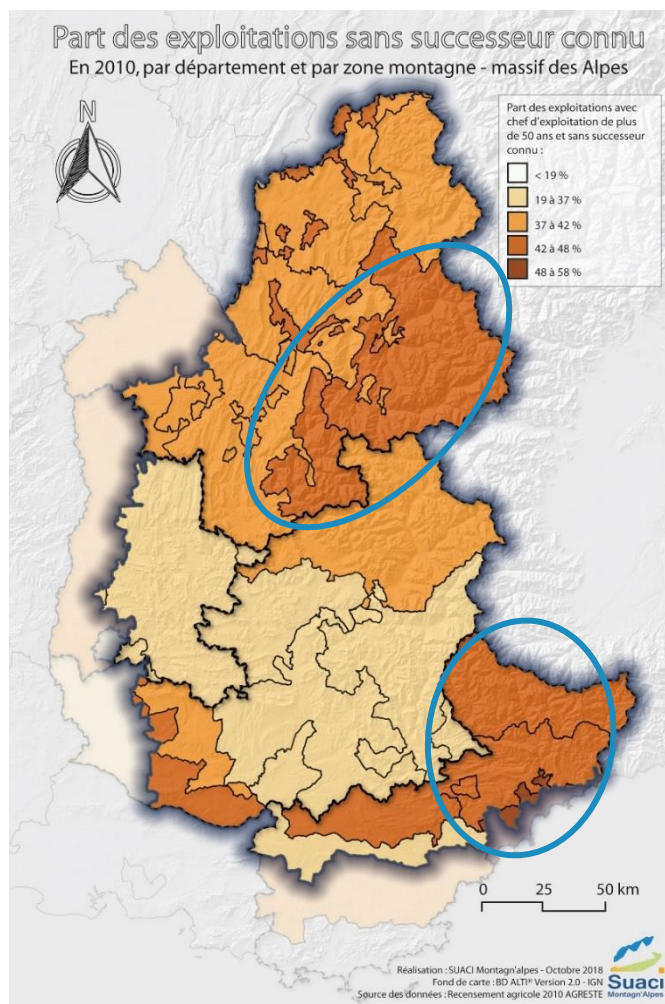 Part des exploitations sans successeur connu
En 2010, par département et par zone montagne - massif des Alpes
N
Part des exploitations avec
chef d'exploitation de plus
de 50 ans et sans successeur
connu :
< 19 %
19 à 37 %
37 à 42 %
42 à 48 %
48 à 58 %
0 25 50 km
Réalisation : SUACI Montagn'alpes - Octobre 2018
Fond de carte : BD ALTI® Version 2.0 - IGN
Source des données : Recensement agricole 2010 AGRESTE
Suaci
Montagn'Alpes